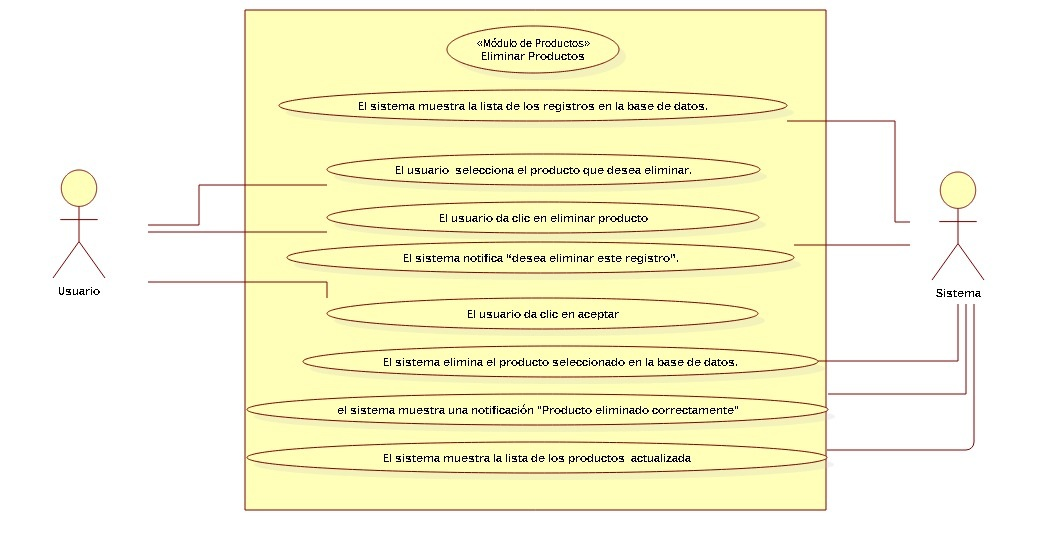 «Módulo de Productos»
Eliminar Productos
El sistema muestra la lista de los registros en la base de datos.
El usuario  selecciona el producto que desea eliminar.
El usuario da clic en eliminar producto
El sistema notifica “desea eliminar este registro”.
El usuario da clic en aceptar
El sistema elimina el producto seleccionado en la base de datos.
el sistema muestra una notificación "Producto eliminado correctamente"
El sistema muestra la lista de los productos  actualizada
Usuario
Sistema